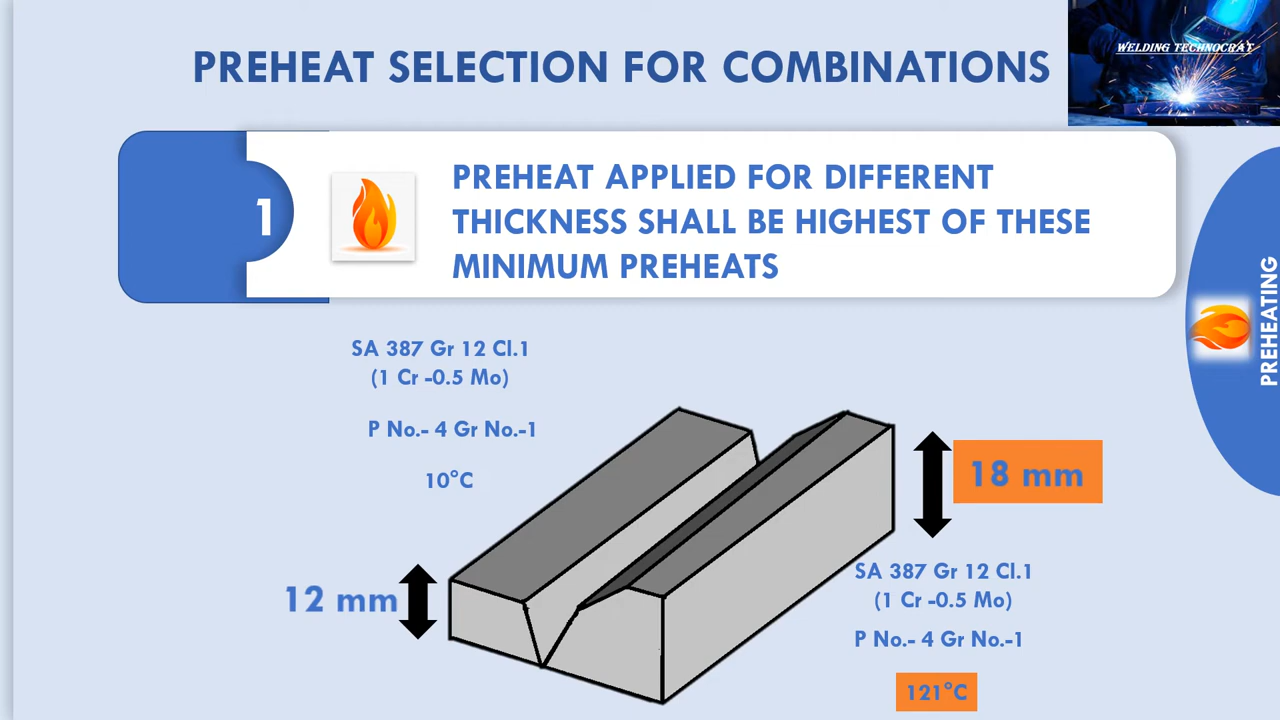 PREHEAT SELECTION FOR COMBINATIONS
WELDING TECHNOCRAT
1
PREHEAT APPLIED FOR DIFFERENT
THICKNESS SHALL BE HIGHEST OF THESE
MINIMUM PREHEATS
PREHEATING
SA 387 Gr 12 Cl.1
(1 Cr -0.5 Mo)
P No.- 4 Gr No.-1
10°C
12 mm
18 mm
SA 387 Gr 12 Cl.1
(1 Cr -0.5 Mo)
P No.- 4 Gr No.-1
121°C